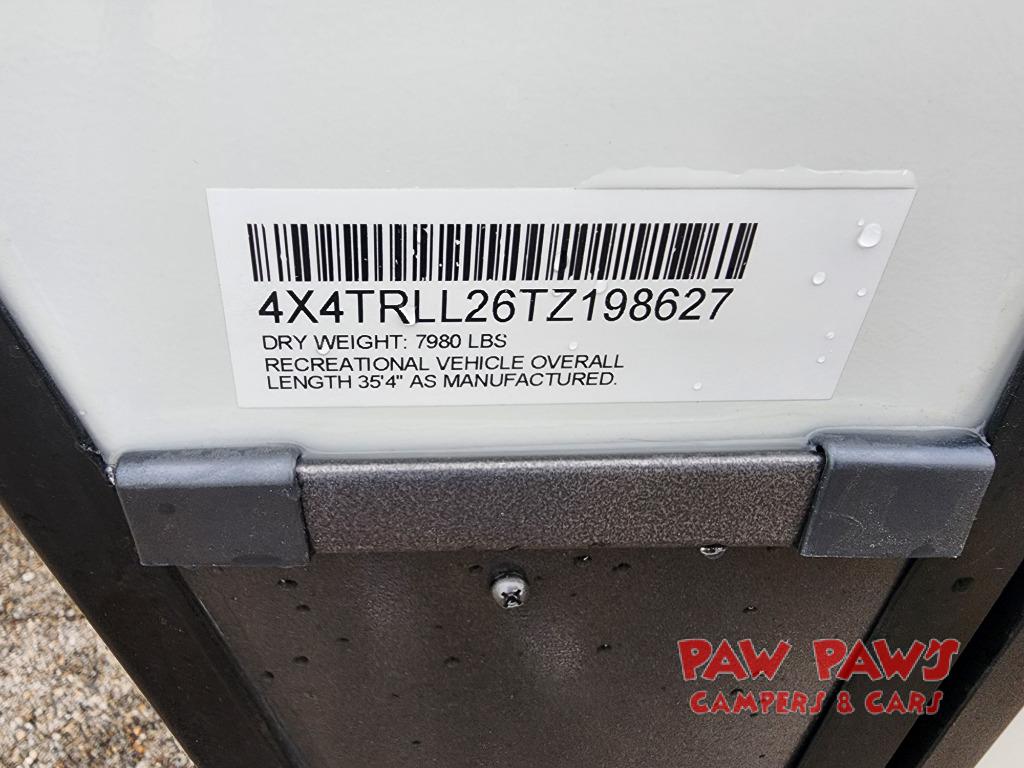 4X4TRLL26TZ198627
DRY WEIGHT: 7980 LBS
RECREATIONAL VEHICLE OVERALL
LENGTH 35'4" AS MANUFACTURED.
PAW PAW'S
CAMPERS & CARS